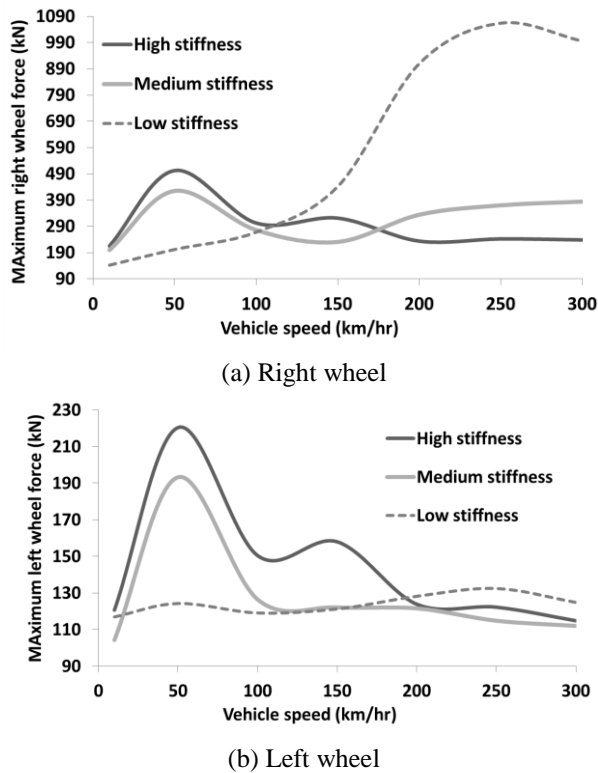 1090
990
890
790
690
590
490
390
290
190
90
MAximum right wheel force (kN)
High stiffness
Medium stiffness
Low stiffness
0 50 100 150 200 250 300
Vehicle speed (km/hr)
(a) Right wheel
230
210
190
170
150
130
110
90
MAximum left wheel force (kN)
High stiffness
Medium stiffness
Low stiffness
0 50 100 150 200 250 300
Vehicle speed (km/hr)
(b) Left wheel